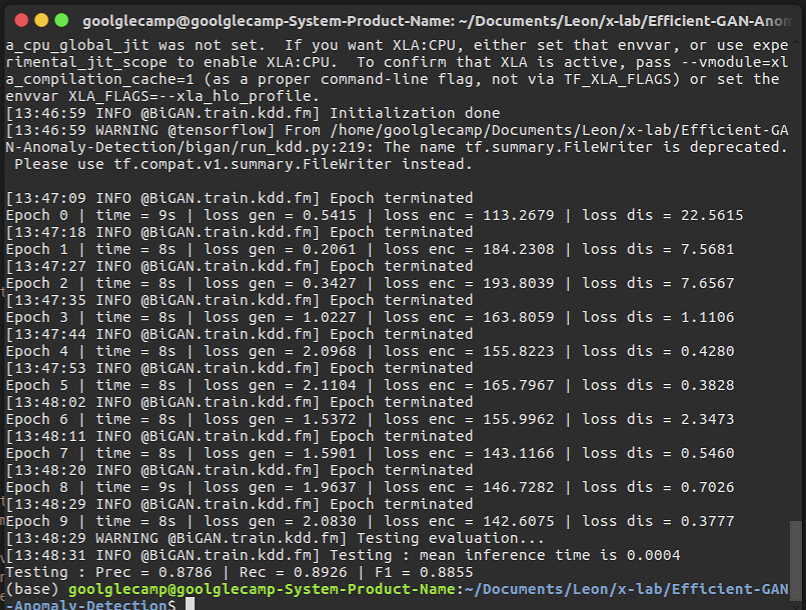 goolglecamp@goolglecamp-System-Product-Name: ~/Documents/Leon/x-lab/Efficient-GAN-Anom
a_cpu_global_jit was not set.  If you want XLA:CPU, either set that envvar, or use expe
rimental_jit_scope to enable XLA:CPU.  To confirm that XLA is active, pass --vmodule=xl
a_compilation_cache=1 (as a proper command-line flag, not via TF_XLA_FLAGS) or set the
envvar XLA_FLAGS=--xla_hlo_profile.
[13:46:59 INFO @BiGAN.train.kdd.fm] Initialization done
[13:46:59 WARNING @tensorflow] From /home/goolglecamp/Documents/Leon/x-lab/Efficient-GA
N-Anomaly-Detection/bigan/run_kdd.py:219: The name tf.summary.FileWriter is deprecated.
 Please use tf.compat.v1.summary.FileWriter instead.
[13:47:09 INFO @BiGAN.train.kdd.fm] Epoch terminated
Epoch 0 | time = 9s | loss gen = 0.5415 | loss enc = 113.2679 | loss dis = 22.5615
[13:47:18 INFO @BiGAN.train.kdd.fm] Epoch terminated
Epoch 1 | time = 8s | loss gen = 0.2061 | loss enc = 184.2308 | loss dis = 7.5681
[13:47:27 INFO @BiGAN.train.kdd.fm] Epoch terminated
Epoch 2 | time = 8s | loss gen = 0.3427 | loss enc = 193.8039 | loss dis = 7.6567
[13:47:35 INFO @BiGAN.train.kdd.fm] Epoch terminated
Epoch 3 | time = 8s | loss gen = 1.0227 | loss enc = 163.8059 | loss dis = 1.1106
[13:47:44 INFO @BiGAN.train.kdd.fm] Epoch terminated
Epoch 4 | time = 8s | loss gen = 2.0968 | loss enc = 155.8223 | loss dis = 0.4280
[13:47:53 INFO @BiGAN.train.kdd.fm] Epoch terminated
Epoch 5 | time = 8s | loss gen = 2.1104 | loss enc = 165.7967 | loss dis = 0.3828
[13:48:02 INFO @BiGAN.train.kdd.fm] Epoch terminated
Epoch 6 | time = 8s | loss gen = 1.5372 | loss enc = 155.9962 | loss dis = 2.3473
[13:48:11 INFO @BiGAN.train.kdd.fm] Epoch terminated
Epoch 7 | time = 8s | loss gen = 1.5901 | loss enc = 143.1166 | loss dis = 0.5460
[13:48:20 INFO @BiGAN.train.kdd.fm] Epoch terminated
Epoch 8 | time = 9s | loss gen = 1.9637 | loss enc = 146.7282 | loss dis = 0.7026
[13:48:29 INFO @BiGAN.train.kdd.fm] Epoch terminated
Epoch 9 | time = 8s | loss gen = 2.0830 | loss enc = 142.6075 | loss dis = 0.3777
[13:48:29 WARNING @BiGAN.train.kdd.fm] Testing evaluation...
[13:48:31 INFO @BiGAN.train.kdd.fm] Testing : mean inference time is 0.0004
Testing : Prec = 0.8786 | Rec = 0.8926 | F1 = 0.8855
(base) goolglecamp@goolglecamp-System-Product-Name:~/Documents/Leon/x-lab/Efficient-GAN
-Anomaly-Detection$